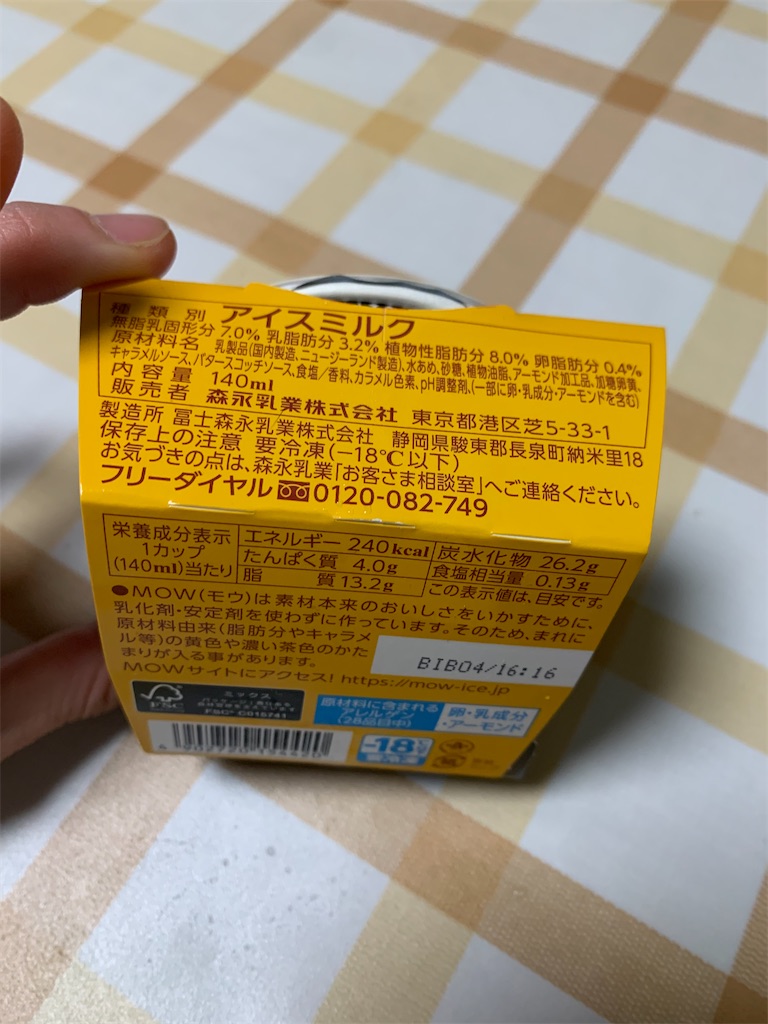 種類別 アイスミルク
無脂乳固形分 7.0% 乳脂肪分 3.2% 植物性脂肪分 8.0% 卵脂肪分 0.4%
原材料名 乳製品(国内製造、ニュージーランド製造)、水あめ、砂糖、植物油脂、アーモンド加工品、加糖卵黄、
キャラメルソース、バタースコッチソース、食塩/香料、カラメル色素、pH調整剤、(一部に卵・乳成分・アーモンドを含む)
内容量 140ml
販売者 森永乳業株式会社 東京都港区芝5-33-1
製造所 冨士森永乳業株式会社 静岡県駿東郡長泉町納米里18
保存上の注意 要冷凍(-18℃以下)
お気づきの点は、森永乳業「お客さま相談室」へご連絡ください。
フリーダイヤル 0120-082-749
栄養成分表示
1カップ
(140ml)当たり
エネルギー 240kcal
たんぱく質 4.0g
脂質 13.2g
炭水化物 26.2g
食塩相当量 0.13g
この表示値は、目安です。
●MOW(モウ)は素材本来のおいしさをいかすために、
乳化剤・安定剤を使わずに作っています。そのため、まれに
原材料由来(脂肪分やキャラメ
ル等)の黄色や濃い茶色のかた
まりが入る事があります。
BIB04/16:16
MOWサイトにアクセス! https://mow-ice.jp
ミックス
FSC
FSC® C015741
原材料に含まれる
アレルゲン
(28品目中)
卵・乳成分
・アーモンド
-18℃以下
要冷凍